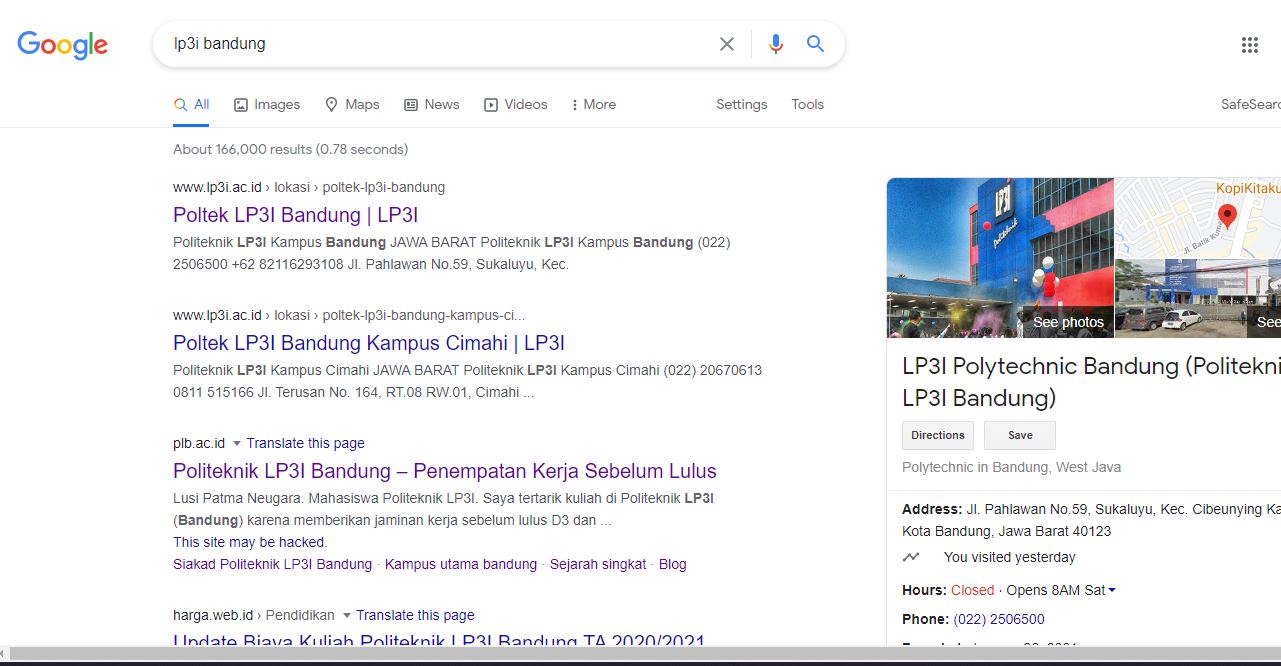 Google
lp3i bandung
All
Images
Maps
News
Videos
More
Settings
Tools
About 166,000 results (0.78 seconds)
www.lp3i.ac.id › lokasi › poltek-lp3i-bandung
Poltek LP3I Bandung | LP3I
Politeknik LP3I Kampus Bandung JAWA BARAT Politeknik LP3I Kampus Bandung (022)
2506500 +62 82116293108 Jl. Pahlawan No.59, Sukaluyu, Kec.
www.lp3i.ac.id › lokasi › poltek-lp3i-bandung-kampus-ci...
Poltek LP3I Bandung Kampus Cimahi | LP3I
Politeknik LP3I Kampus Cimahi JAWA BARAT Politeknik LP3I Kampus Cimahi (022) 20670613
0811 515166 Jl. Terusan No. 164, RT.08 RW.01, Cimahi ...
plb.ac.id Translate this page
Politeknik LP3I Bandung – Penempatan Kerja Sebelum Lulus
Lusi Patma Neugara. Mahasiswa Politeknik LP3I. Saya tertarik kuliah di Politeknik LP3I
(Bandung) karena memberikan jaminan kerja sebelum lulus D3 dan ...
This site may be hacked.
Siakad Politeknik LP3I Bandung · Kampus utama bandung · Sejarah singkat · Blog
harga.web.id › Pendidikan Translate this page
Update Biaya Kuliah Politeknik LP3I Bandung TA 2020/2021
SafeSearc
LP3I
politeknik
See photos
KopiKitaku
Jl. Batik Kum
See
LP3I Polytechnic Bandung (Politekni
LP3I Bandung)
Directions
Save
Polytechnic in Bandung, West Java
Address: Jl. Pahlawan No.59, Sukaluyu, Kec. Cibeunying Ka
Kota Bandung, Jawa Barat 40123
You visited yesterday
Hours: Closed · Opens 8AM Sat
Phone: (022) 2506500